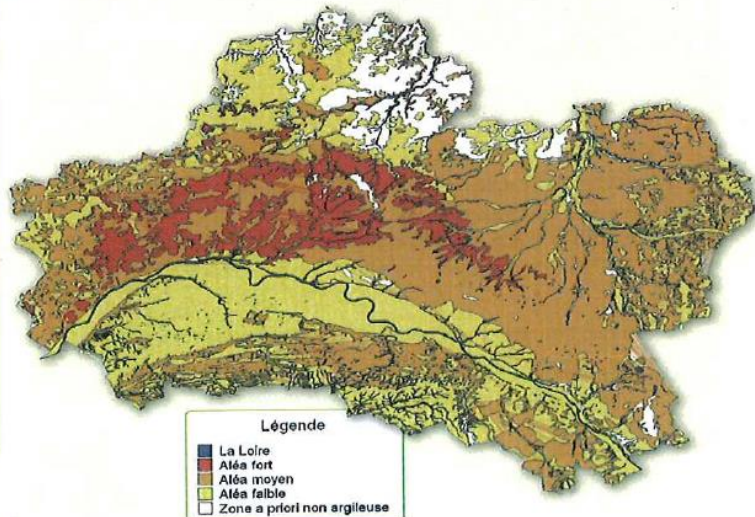 Légende
La Loire
Aléa fort
Aléa moyen
Aléa faible
Zone a priori non argileuse